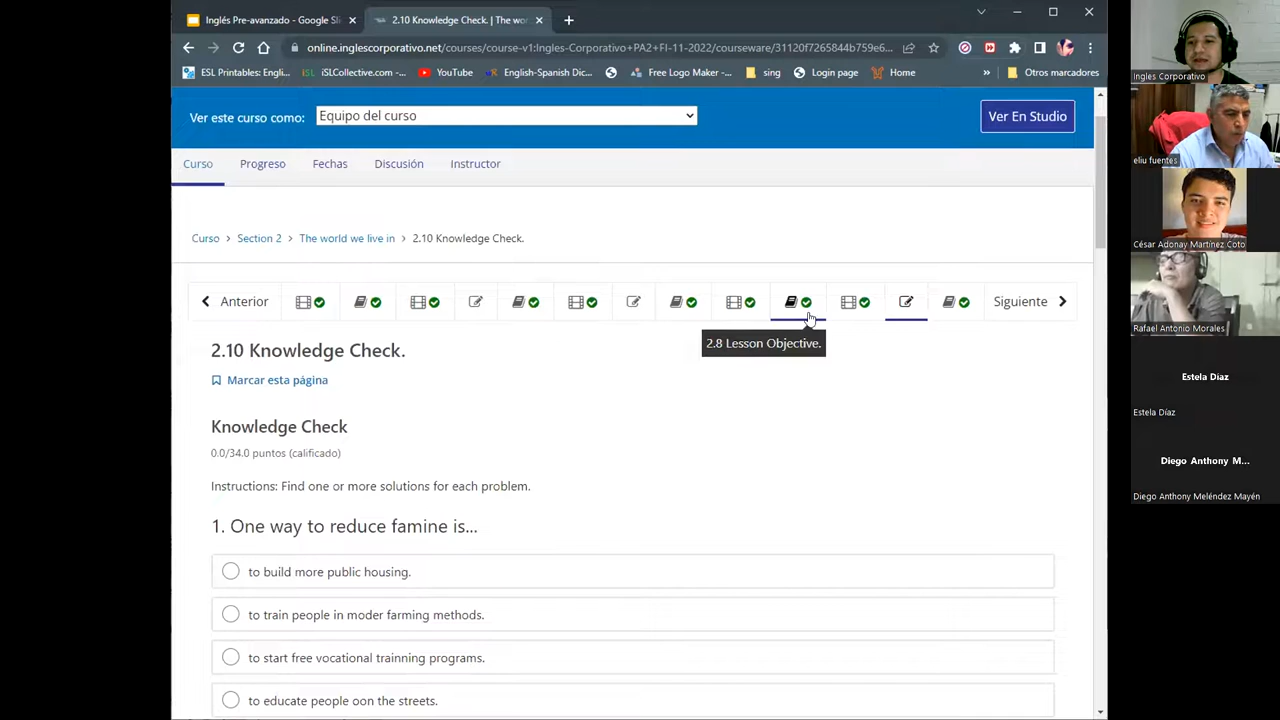 Inglés Pre-avanzado - Google Sli
2.10 Knowledge Check. | The wor
online.inglescorporativo.net/courses/course-v1:Ingles-Corporativo+PA2+FI-11-2022/courseware/31120f7265844b759e6...
ESL Printables: Engli...
iSLCollective.com -...
YouTube
English-Spanish Dic...
Free Logo Maker -...
sing
Login page
Home
»
Otros marcadores
Ver este curso como:
Equipo del curso
Ver En Studio
Curso
Progreso
Fechas
Discusión
Instructor
Curso > Section 2 > The world we live in > 2.10 Knowledge Check.
Anterior
Siguiente
2.8 Lesson Objective.
2.10 Knowledge Check.
Marcar esta página
Knowledge Check
0.0/34.0 puntos (calificado)
Instructions: Find one or more solutions for each problem.
1. One way to reduce famine is...
to build more public housing.
to train people in moder farming methods.
to start free vocational trainning programs.
to educate people oon the streets.
Ingles Corporativo
eliu fuentes
César Adonay Martínez Coto
Rafael Antonio Morales
Estela Díaz
Estela Díaz
Diego Anthony M...
Diego Anthony Meléndez Mayén